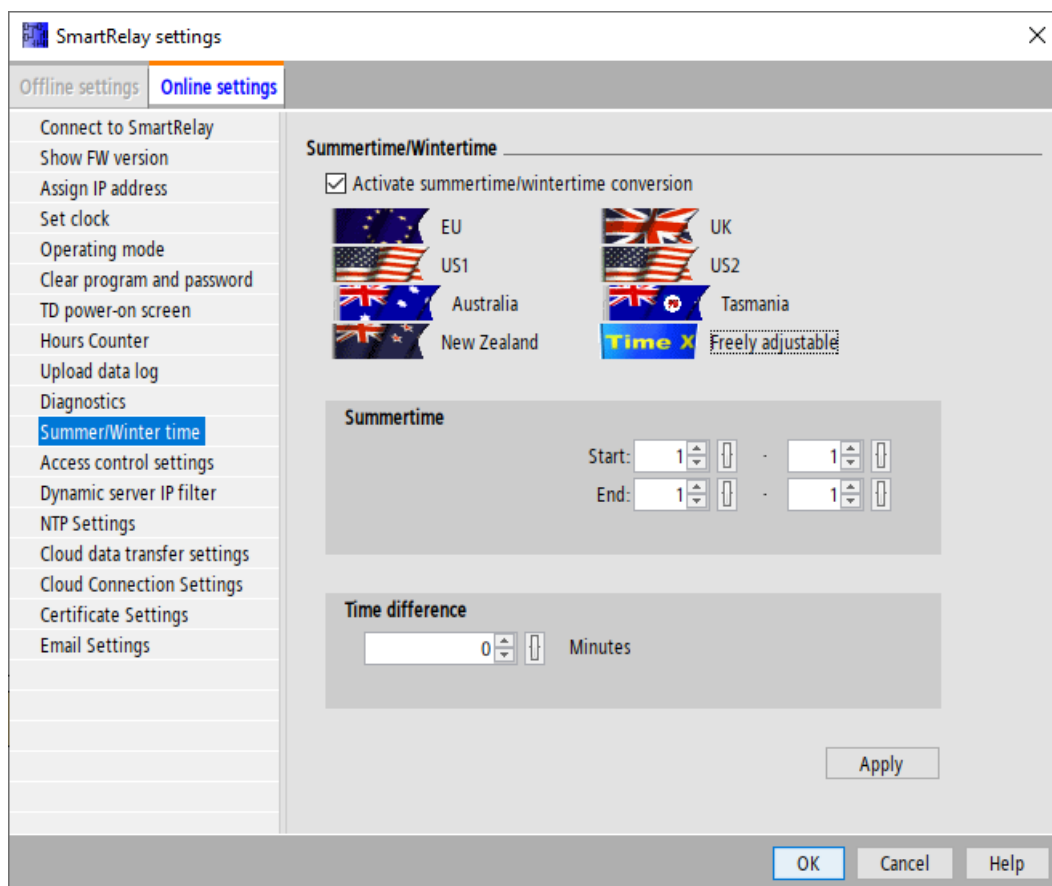 SmartRelay settings
Offline settings
Online settings
Connect to SmartRelay
Show FW version
Assign IP address
Set clock
Operating mode
Clear program and password
TD power-on screen
Hours Counter
Upload data log
Diagnostics
Summer/Winter time
Access control settings
Dynamic server IP filter
NTP Settings
Cloud data transfer settings
Cloud Connection Settings
Certificate Settings
Email Settings
Summertime/Wintertime
Activate summertime/wintertime conversion
EU
UK
US1
US2
Australia
Tasmania
New Zealand
Time X
Freely adjustable
Summertime
Start: 1 - 1
End: 1 - 1
Time difference
0 Minutes
Apply
OK
Cancel
Help